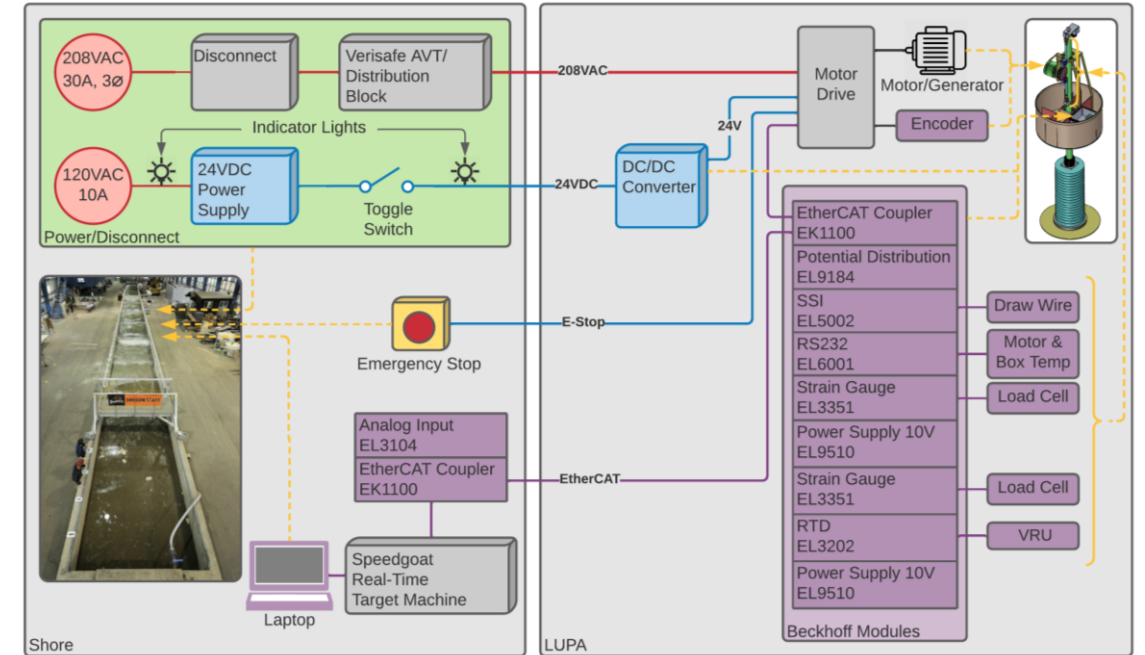 208VAC
30A, 3ø
Disconnect
Verisafe AVT/
Distribution
Block
Indicator Lights
120VAC
10A
24VDC
Power
Supply
Toggle
Switch
Power/Disconnect
Emergency Stop
Analog Input
EL3104
EtherCAT Coupler
EK1100
Speedgoat
Real-Time
Target Machine
Laptop
Shore
208VAC
24V
24VDC
E-Stop
EtherCAT
DC/DC
Converter
Motor
Drive
Motor/Generator
Encoder
EtherCAT Coupler
EK1100
Potential Distribution
EL9184
SSI
EL5002
RS232
EL6001
Strain Gauge
EL3351
Power Supply 10V
EL9510
Strain Gauge
EL3351
RTD
EL3202
Power Supply 10V
EL9510
Beckhoff Modules
Draw Wire
Motor &
Box Temp
Load Cell
Load Cell
VRU
LUPA